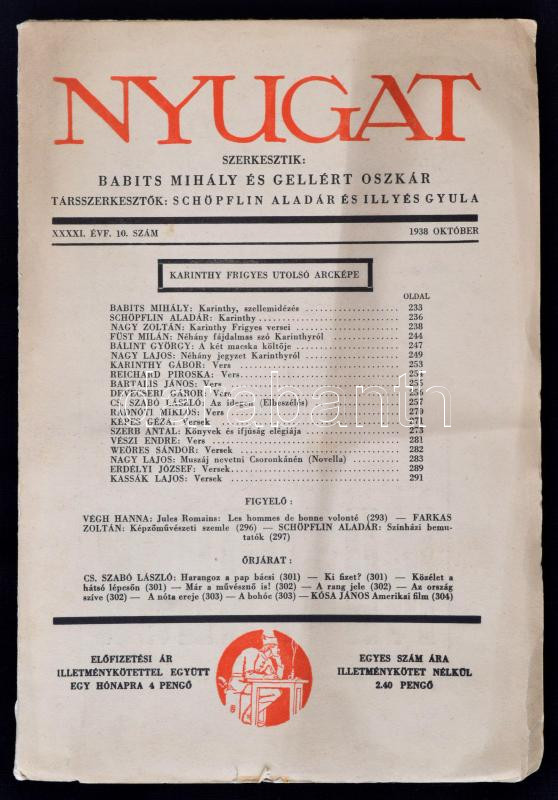 NYUGAT
SZERKESZTIK:
BABITS MIHÁLY ÉS GELLÉRT OSZKÁR
TÁRSSZERKESZTŐK: SCHÖPFLIN ALADÁR ÉS ILLYÉS GYULA
XXXXI. ÉVF. 10. SZÁM 1938 OKTÓBER
KARINTHY FRIGYES UTOLSÓ ARCKÉPE
OLDAL
BABITS MIHÁLY: Karinthy, szellemidézés 233
SCHÖPFLIN ALADÁR: Karinthy 236
NAGY ZOLTÁN: Karinthy Frigyes versei 238
FÜST MILÁN: Néhány fájdalmas szó Karinthyról 244
BÁLINT GYÖRGY: A két macska költője 247
NAGY LAJOS: Néhány jegyzet Karinthyról 249
KARINTHY GÁBOR: Vers 253
REICHARD PIROSKA: Vers 254
BARTALIS JÁNOS: Vers 255
DEVECSERI GÁBOR: Vers 256
CS. SZABÓ LÁSZLÓ: Az idegen (Elbeszélés) 257
RADNÓTI MIKLÓS: Vers 270
KÉPES GÉZA: Versek 271
SZERB ANTAL: Könyvek és ifjúság elégiája 273
VÉSZI ENDRE: Vers 281
WEÖRES SÁNDOR: Versek 282
NAGY LAJOS: Muszáj nevetni Csoronkánén (Novella) 283
ERDÉLYI JÓZSEF: Versek 289
KASSÁK LAJOS: Versek 291
FIGYELŐ:
VÉGH HANNA: Jules Romains: Les hommes de bonne volonté (293) — FARKAS
ZOLTÁN: Képzőművészeti szemle (296) — SCHÖPFLIN ALADÁR: Színházi bemu-
tatók (297)
ŐRJÁRAT:
CS. SZABÓ LÁSZLÓ: Harangoz a pap bácsi (301) — Ki fizet? (301) — Közélet a
hátsó lépcsőn (301) — Már a művésznő is! (302) — A rang jele (302) — Az ország
szíve (302) — A nóta ereje (303) — A bohóc (303) — KÓSA JÁNOS Amerikai film (304)
ELŐFIZETÉSI ÁR
ILLETMÉNYKÖTETTEL EGYÜTT
EGY HÓNAPRA 4 PENGŐ
EGYES SZÁM ÁRA
ILLETMÉNYKÖTET NÉLKÜL
2.40 PENGŐ
darabanth